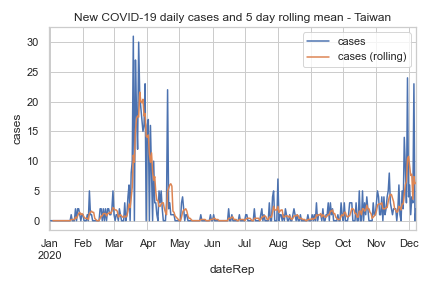 New COVID-19 daily cases and 5 day rolling mean - Taiwan
cases
cases (rolling)
30
25
20
15
10
5
0
cases
Jan Feb Mar Apr May Jun Jul Aug Sep Oct Nov Dec
2020
dateRep